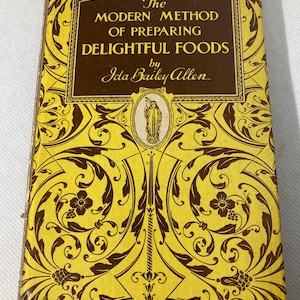 The
MODERN METHOD
OF PREPARING
DELIGHTFUL FOODS
by
Ida Bailey Allen